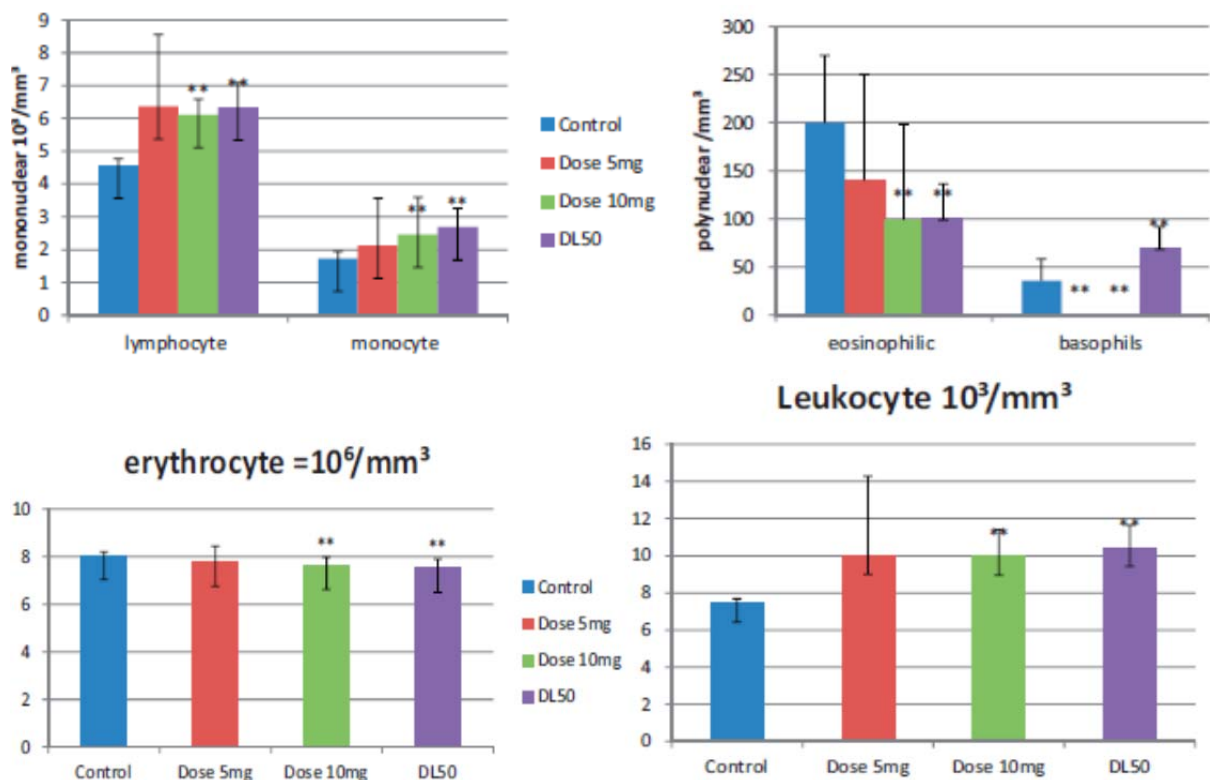 mononuclear 10³/mm³
9
8
7
6
5
4
3
2
1
0
** **
** **
lymphocyte monocyte
Control
Dose 5mg
Dose 10mg
DL50
polynuclear /mm³
300
250
200
150
100
50
0
** **
** ** **
eosinophilic basophils
erythrocyte =10⁶/mm³
10
8
6
4
2
0
** **
Control Dose 5mg Dose 10mg DL50
Control
Dose 5mg
Dose 10mg
DL50
Leukocyte 10³/mm³
16
14
12
10
8
6
4
2
0
** **
Control Dose 5mg Dose 10mg DL50